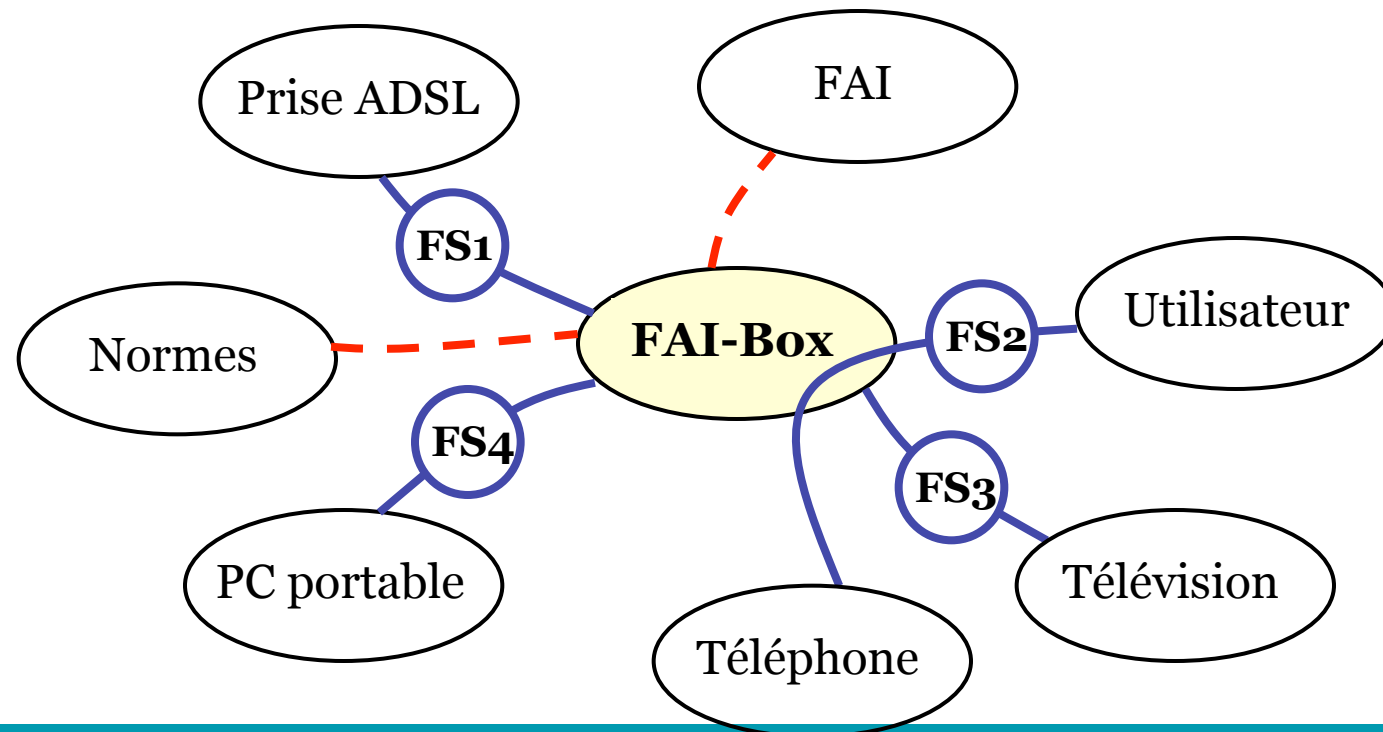 Prise ADSL
FAI
FS1
Normes
FAI-Box
FS2
Utilisateur
FS4
FS3
PC portable
Téléphone
Télévision